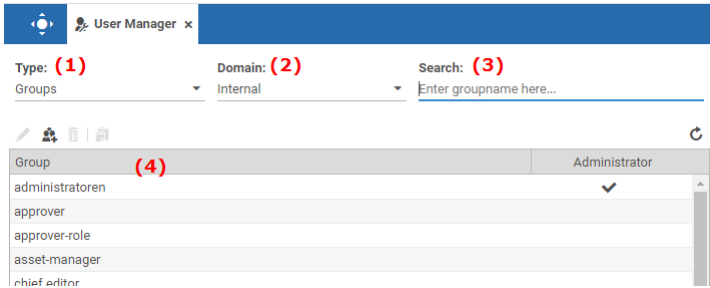 User Manager ×
Type: (1) Domain: (2) Search: (3)
Groups Internal Enter groupname here...
Group (4) Administrator
administratoren
approver
approver-role
asset-manager
chief editor